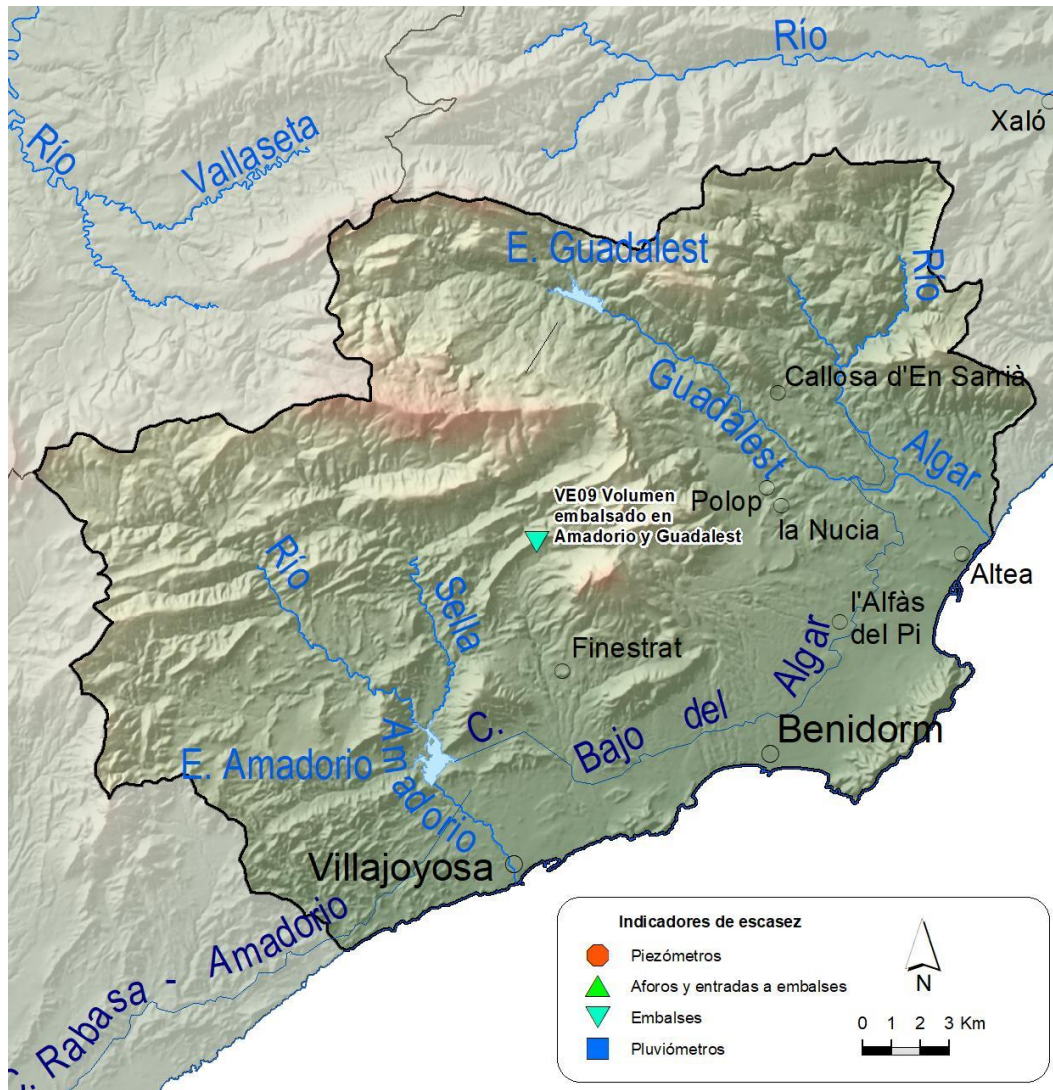 Río
Xaló
Río
Vallaseta
E. Guadalest
Río
Guadalest
Callosa d'En Sarrià
Algar
VE09 Volumen
embalsado en
Amadorio y Guadalest
Polop
la Nucia
Altea
Río
Sella
l'Alfàs
del Pi
Finestrat
C. Bajo del Algar
Benidorm
E. Amadorio
Amadorio
Villajoyosa
C. Rabasa - Amadorio
Indicadores de escasez
Piezómetros
Aforos y entradas a embalses
Embalses
Pluviómetros
N
0 1 2 3 Km